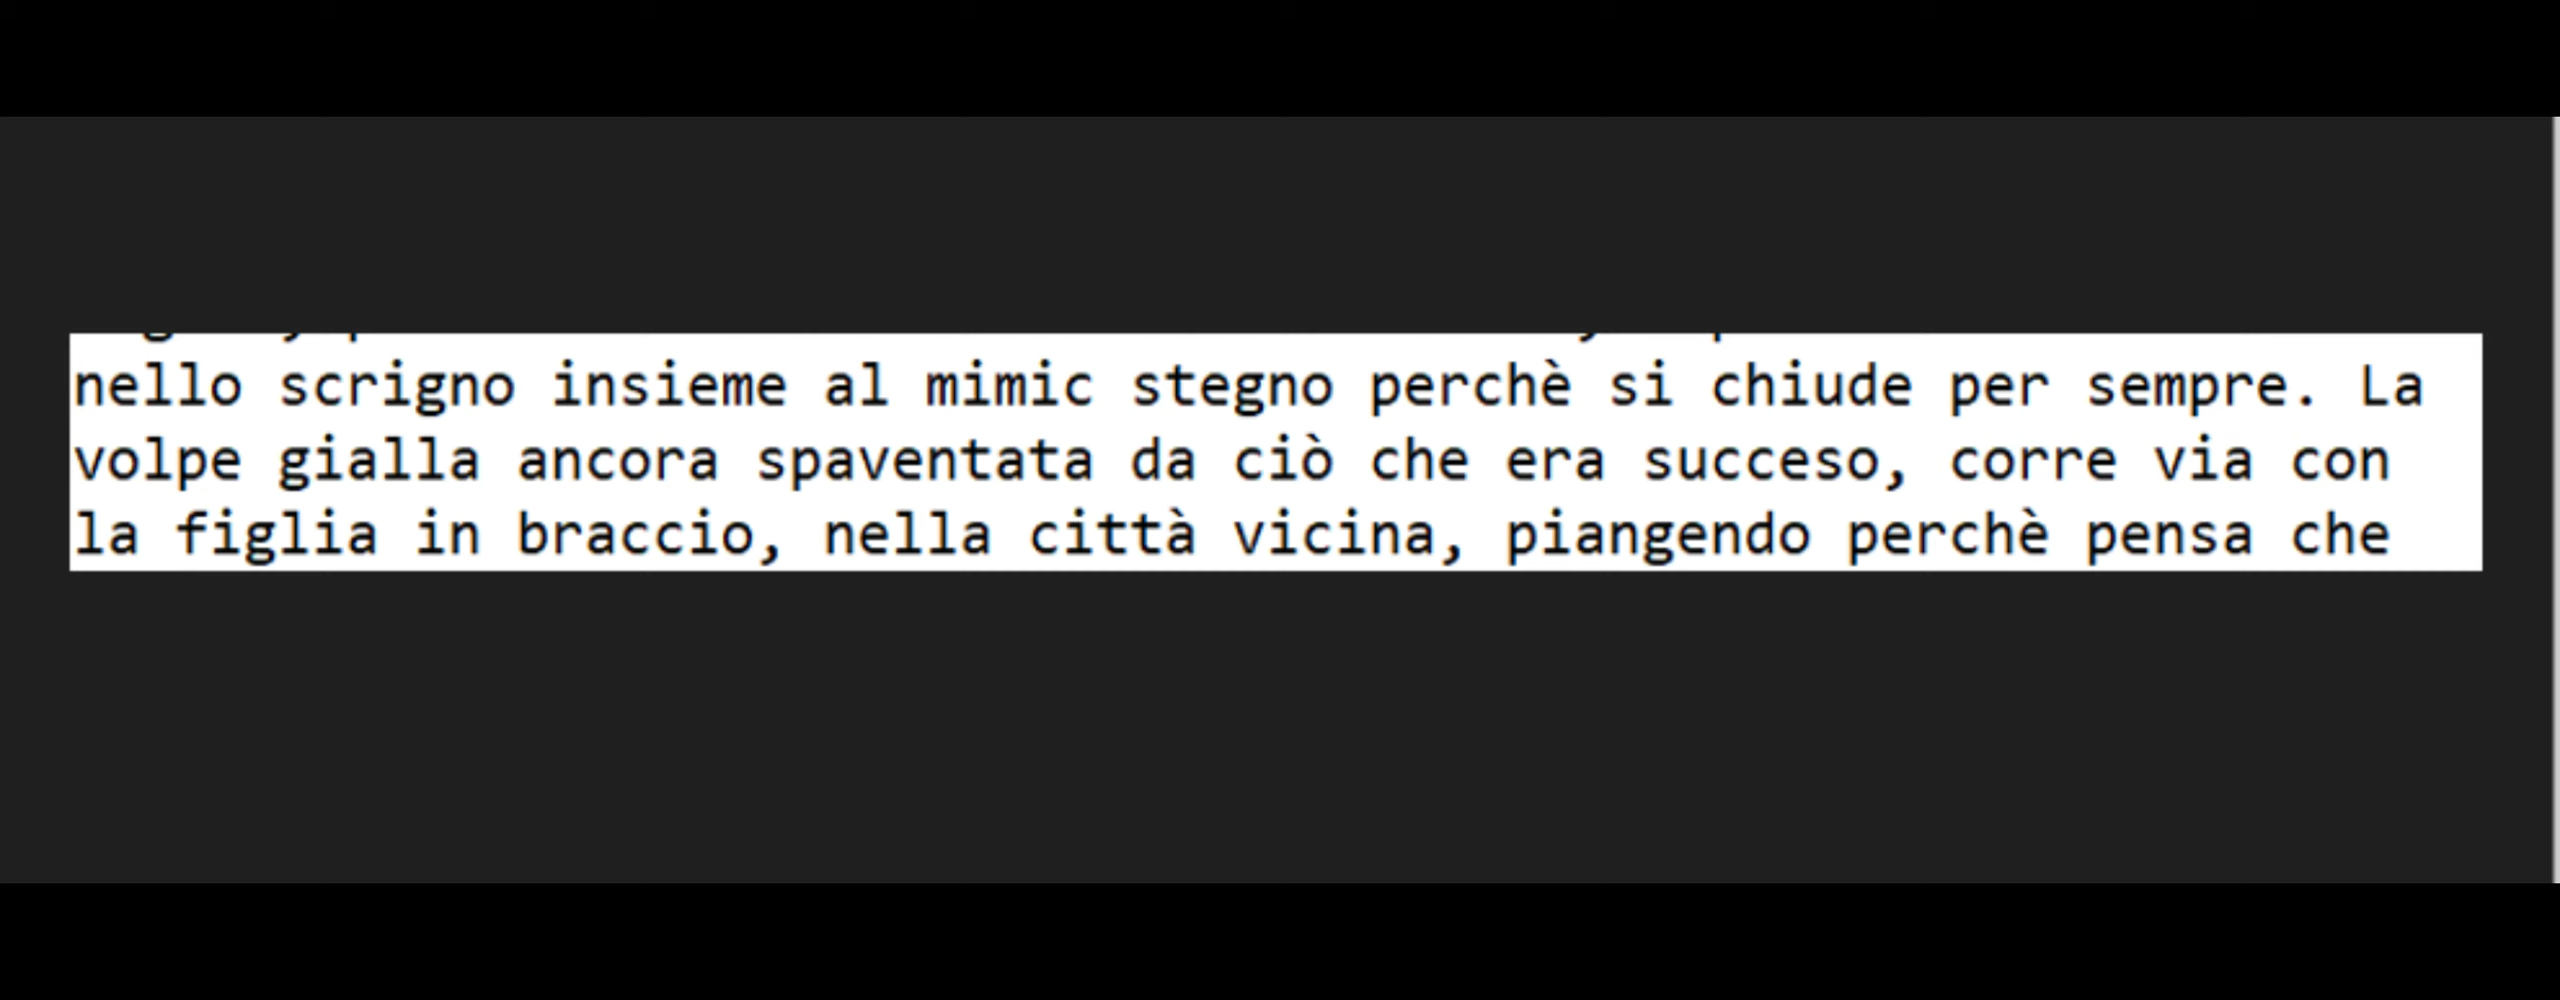 nello scrigno insieme al mimic stegno perchè si chiude per sempre. La
volpe gialla ancora spaventata da ciò che era succeso, corre via con
la figlia in braccio, nella città vicina, piangendo perchè pensa che